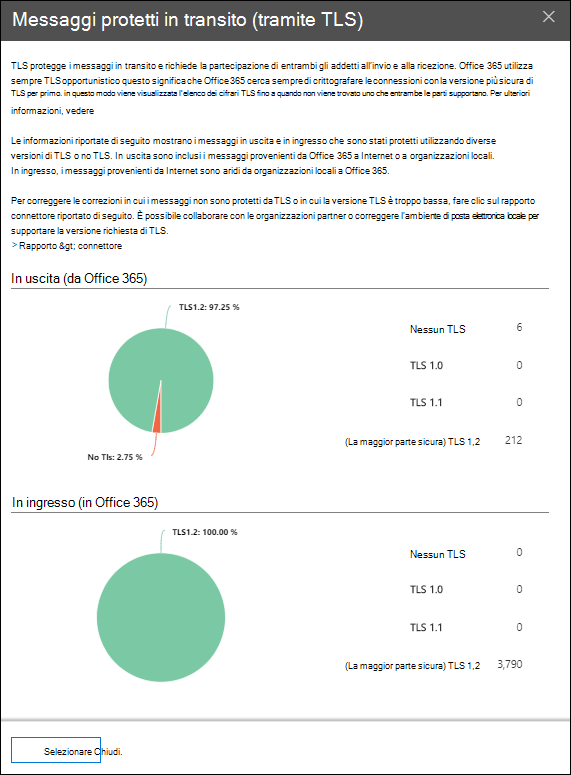 Messaggi protetti in transito (tramite TLS)
TLS protegge i messaggi in transito e richiede la partecipazione di entrambi gli addetti all'invio e alla ricezione. Office 365 utilizza
sempre TLS opportunistico questo significa che Office 365 cerca sempre di crittografare le connessioni con la versione più sicura di
TLS per primo. in questo modo viene visualizzata l'elenco dei cifrari TLS fino a quando non viene trovato uno che entrambe le parti supportano. Per ulteriori
informazioni, vedere
Le informazioni riportate di seguito mostrano i messaggi in uscita e in ingresso che sono stati protetti utilizzando diverse
versioni di TLS o no TLS. In uscita sono inclusi i messaggi provenienti da Office 365 a Internet o a organizzazioni locali.
In ingresso, i messaggi provenienti da Internet sono aridi da organizzazioni locali a Office 365.
Per correggere le correzioni in cui i messaggi non sono protetti da TLS o in cui la versione TLS è troppo bassa, fare clic sul rapporto
connettore riportato di seguito. È possibile collaborare con le organizzazioni partner o correggere l'ambiente di posta elettronica locale per
supportare la versione richiesta di TLS.
> Rapporto &gt; connettore
In uscita (da Office 365)
TLS1.2: 97.25 %
No Tls: 2.75 %
Nessun TLS 6
TLS 1.0 0
TLS 1.1 0
(La maggior parte sicura) TLS 1,2 212
In ingresso (in Office 365)
TLS1.2: 100.00 %
Nessun TLS 0
TLS 1.0 0
TLS 1.1 0
(La maggior parte sicura) TLS 1,2 3,790
Selezionare Chiudi.